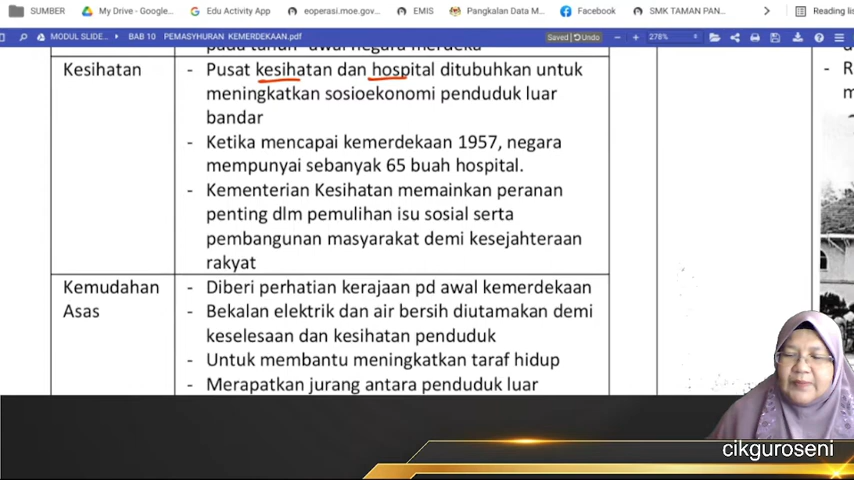 SUMBER
My Drive - Google...
Edu Activity App
eoperasi.moe.gov...
EMIS
Pangkalan Data M...
Facebook
SMK TAMAN PAN...
Reading lis
MODUL SLIDE...
BAB 10 PEMASYHURAN KEMERDEKAAN.pdf
Saved
Undo
278%
pada tahun awal negara merdeka
Kesihatan
- Pusat kesihatan dan hospital ditubuhkan untuk
meningkatkan sosioekonomi penduduk luar
bandar
- Ketika mencapai kemerdekaan 1957, negara
mempunyai sebanyak 65 buah hospital.
- Kementerian Kesihatan memainkan peranan
penting dlm pemulihan isu sosial serta
pembangunan masyarakat demi kesejahteraan
rakyat
Kemudahan
Asas
- Diberi perhatian kerajaan pd awal kemerdekaan
- Bekalan elektrik dan air bersih diutamakan demi
keselesaan dan kesihatan penduduk
- Untuk membantu meningkatkan taraf hidup
- Merapatkan jurang antara penduduk luar
- R
cikguroseni